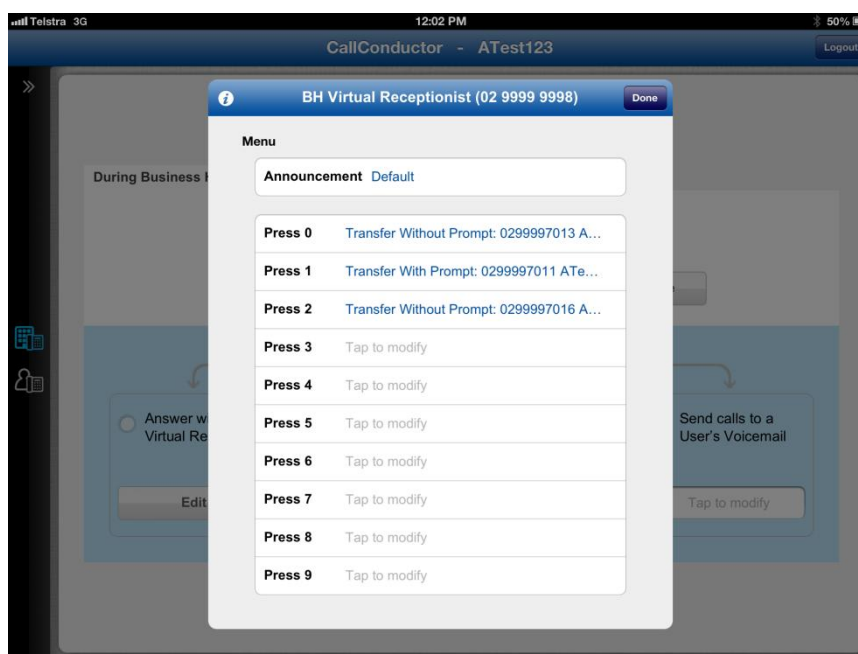 Telstra 3G 12:02 PM 50%
CallConductor - ATest123
Logout
BH Virtual Receptionist (02 9999 9998)
Done
Menu
Announcement Default
During Business
Press 0 Transfer Without Prompt: 0299997013 A...
Press 1 Transfer With Prompt: 0299997011 ATe...
Press 2 Transfer Without Prompt: 0299997016 A...
Press 3 Tap to modify
Press 4 Tap to modify
Press 5 Tap to modify
Press 6 Tap to modify
Press 7 Tap to modify
Press 8 Tap to modify
Press 9 Tap to modify
Answer w
Virtual Re
Edit
Send calls to a
User's Voicemail
Tap to modify